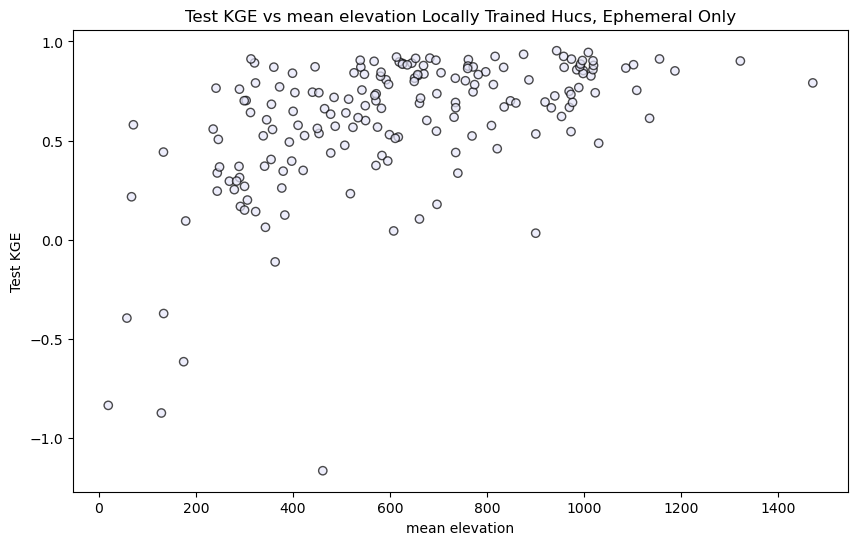 Test KGE vs mean elevation Locally Trained Hucs, Ephemeral Only
1.0
0.5
0.0
−0.5
−1.0
Test KGE
0 200 400 600 800 1000 1200 1400
mean elevation